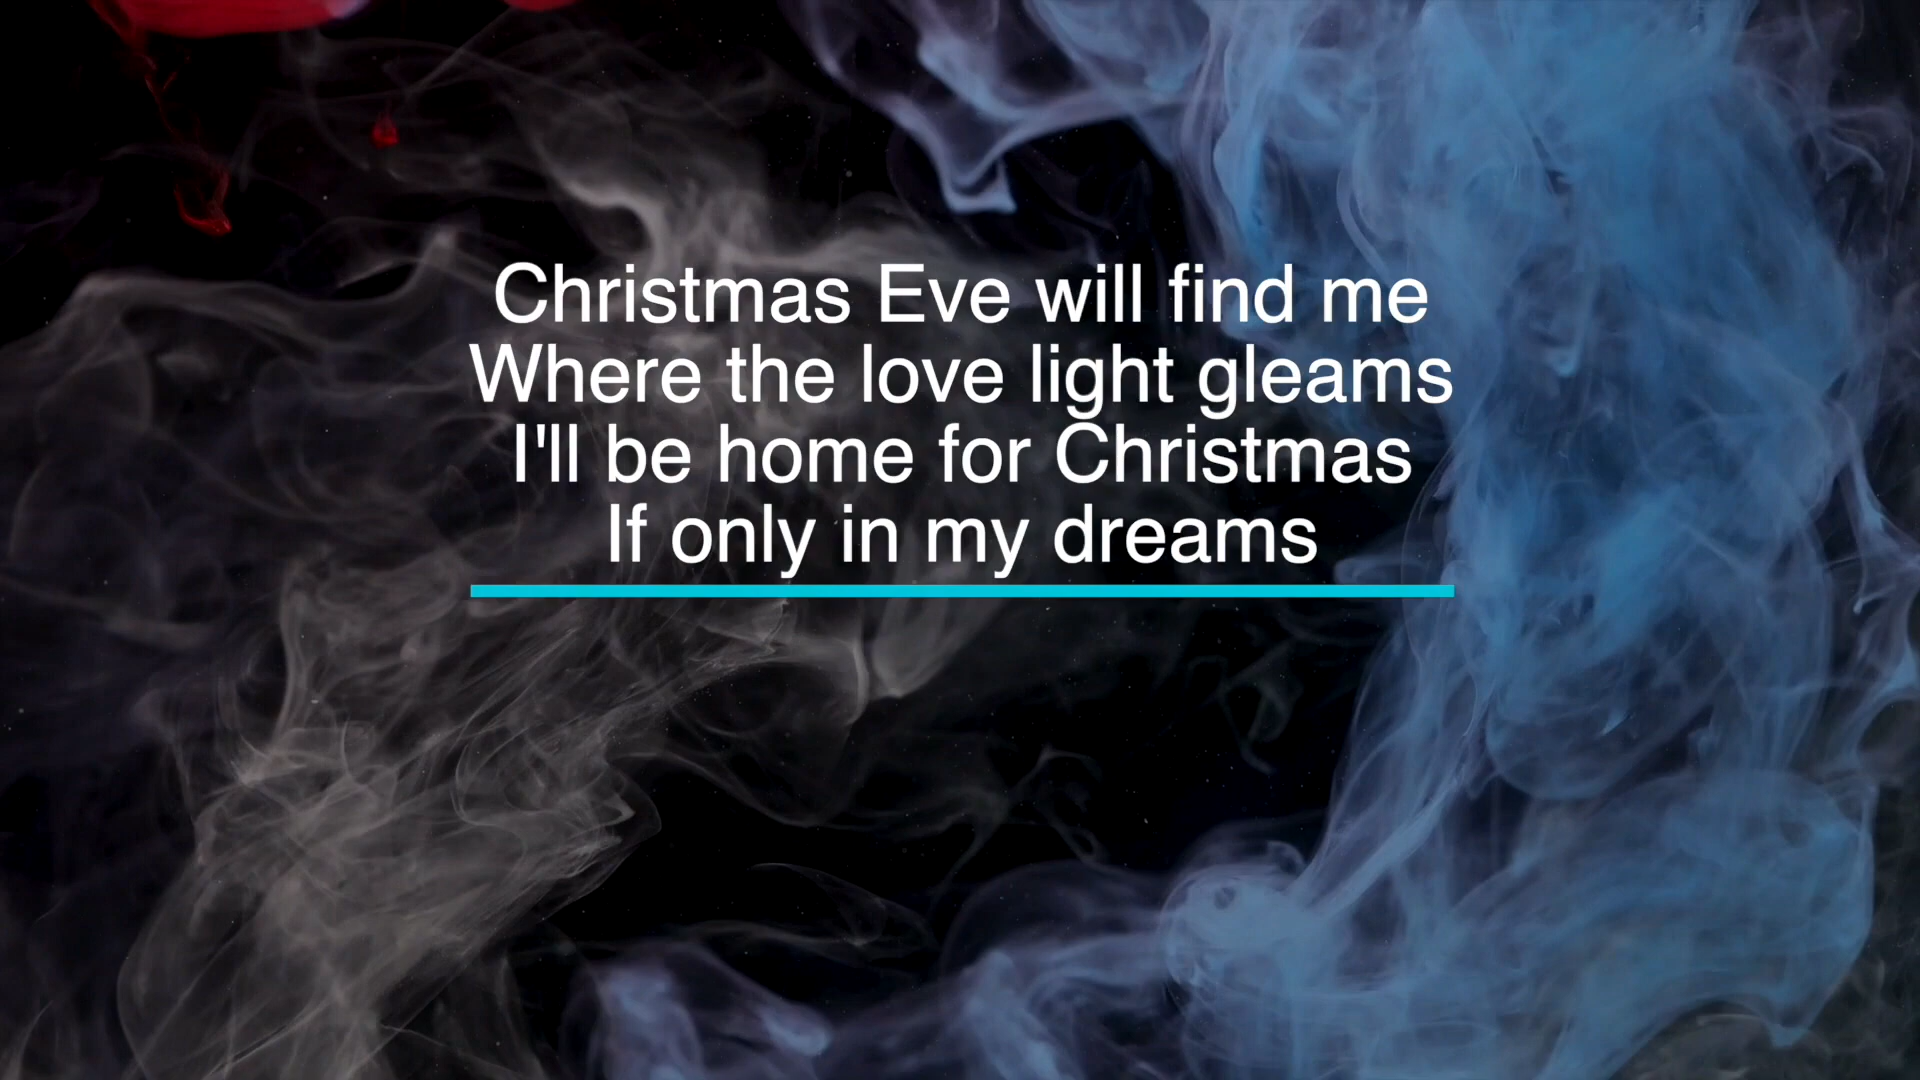 Christmas Eve will find me
Where the love light gleams
I'll be home for Christmas
If only in my dreams